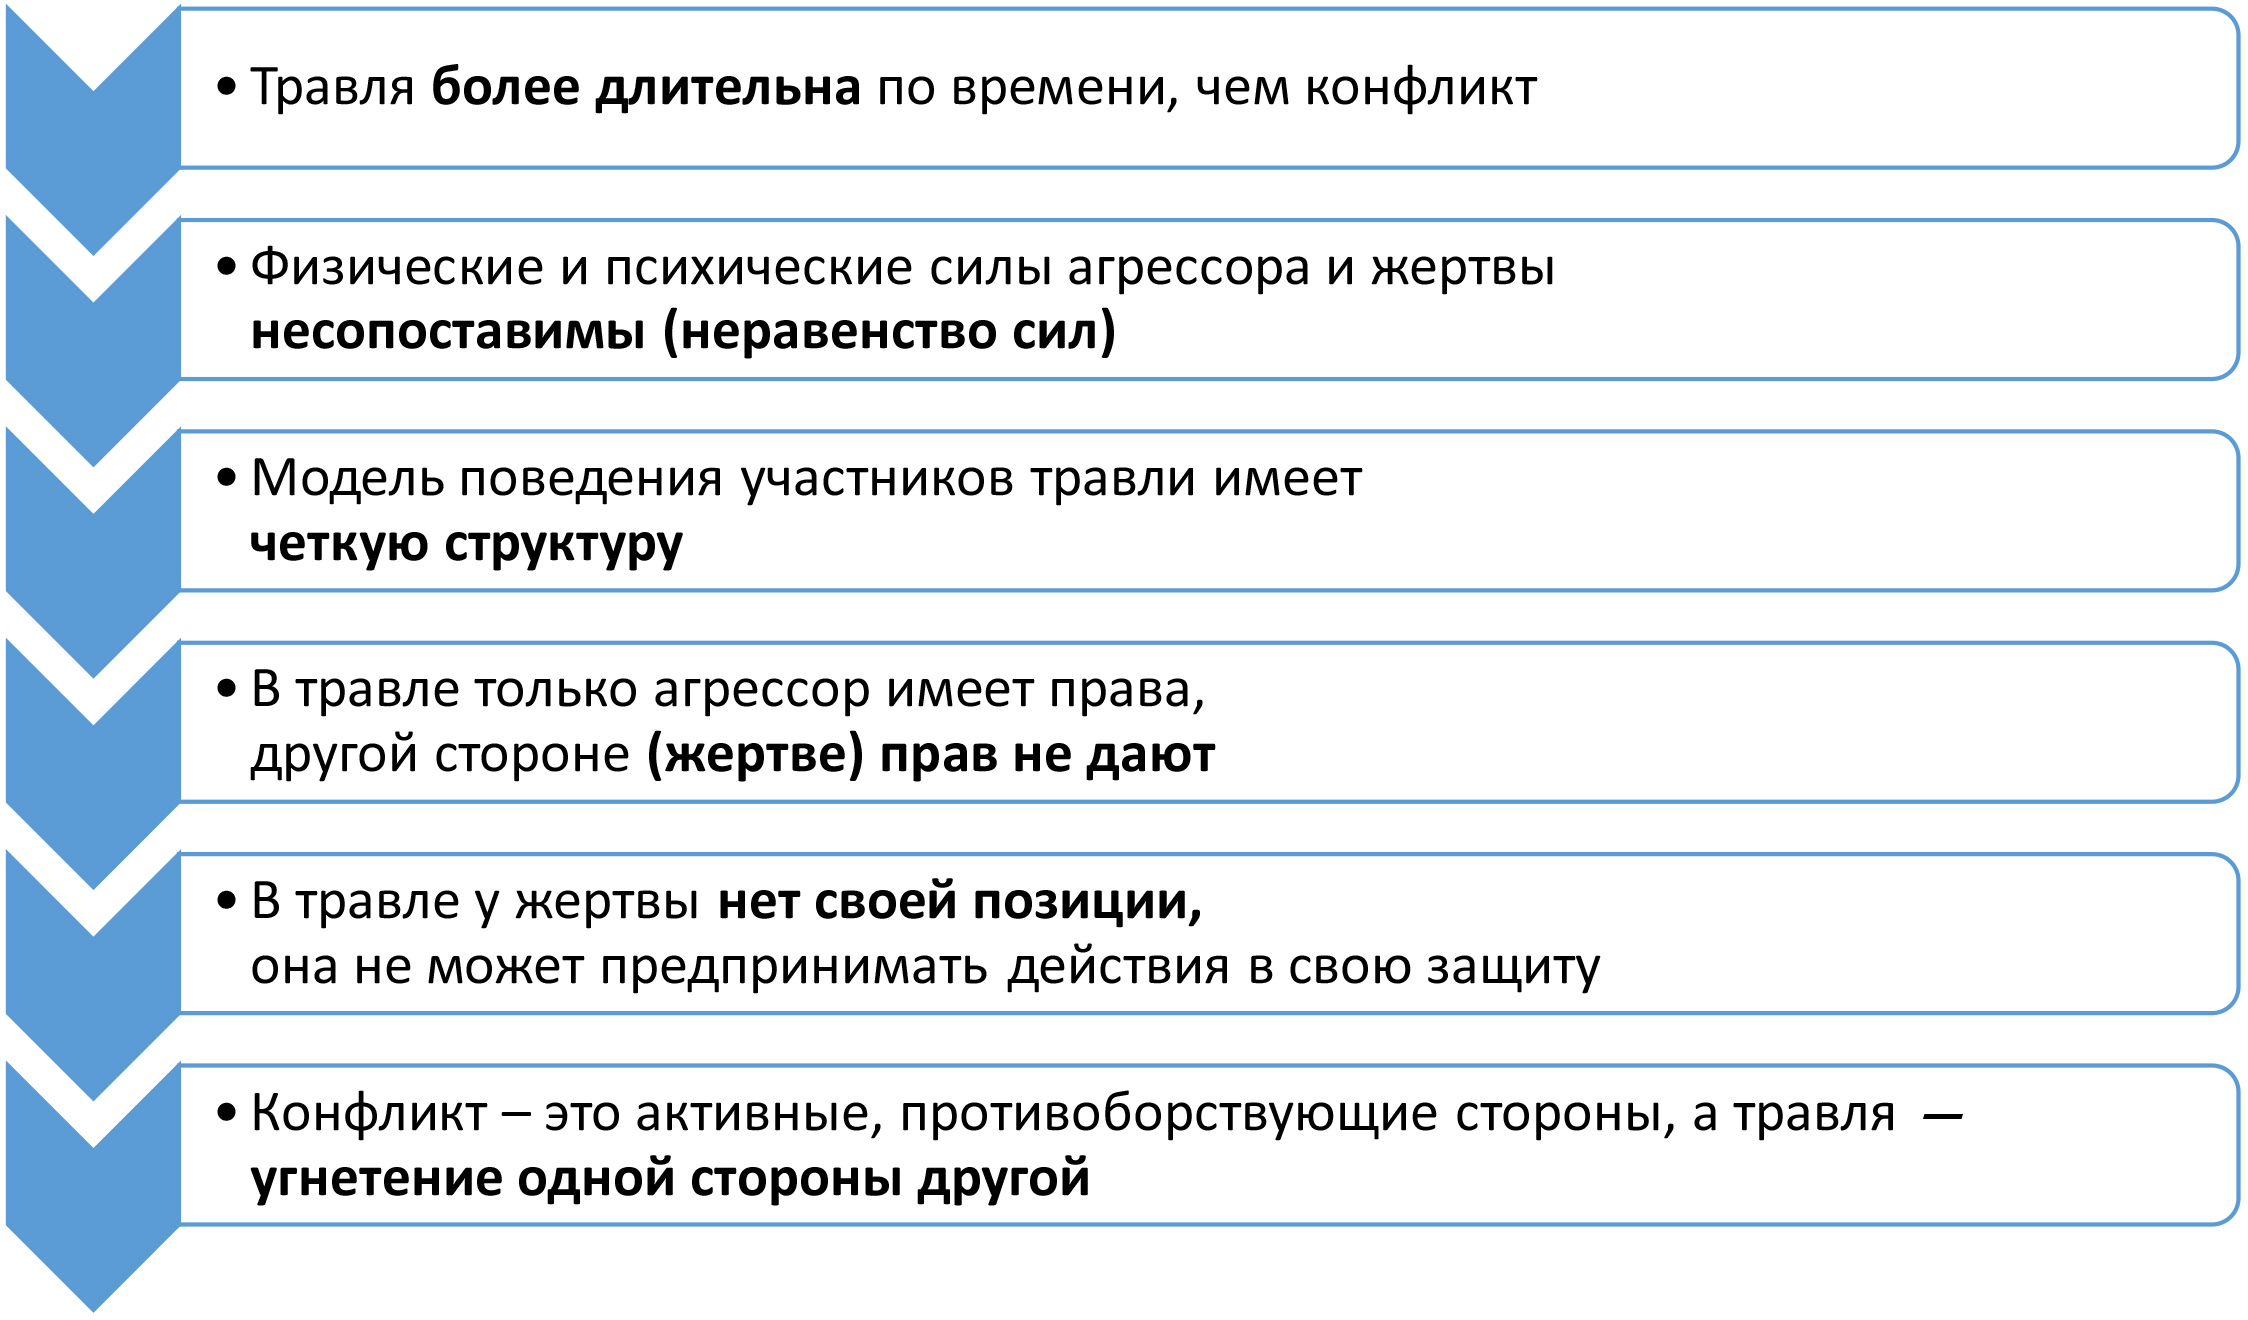 • Травля более длительна по времени, чем конфликт
• Физические и психические силы агрессора и жертвы
несопоставимы (неравенство сил)
• Модель поведения участников травли имеет
четкую структуру
• В травле только агрессор имеет права,
другой стороне (жертве) прав не дают
• В травле у жертвы нет своей позиции,
она не может предпринимать действия в свою защиту
• Конфликт – это активные, противоборствующие стороны, а травля —
угнетение одной стороны другой